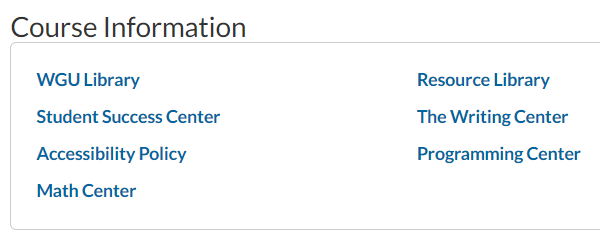 Course Information
WGU Library
Resource Library
Student Success Center
The Writing Center
Accessibility Policy
Programming Center
Math Center